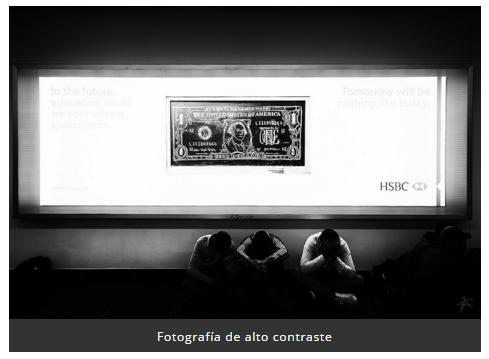 In the future,
education could
be your wisest
investment.
Tomorrow will be
nothing like today.
THE UNITED STATES OF AMERICA
HSBC
Fotografía de alto contraste